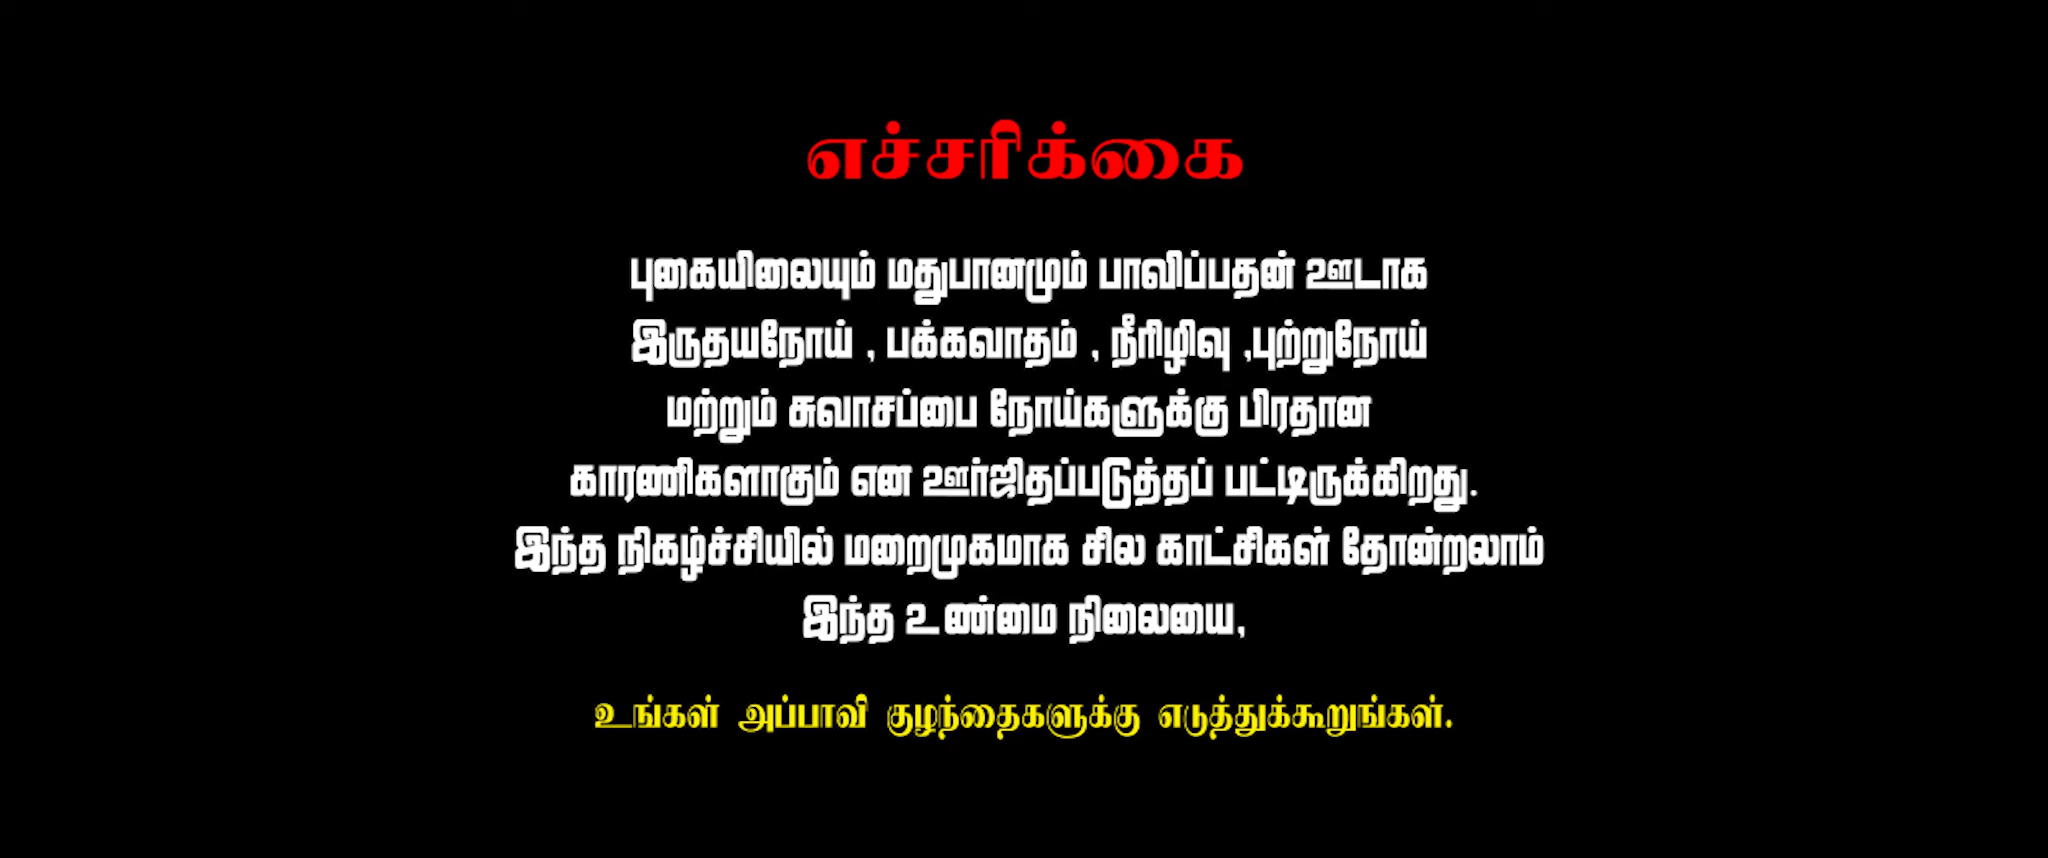 எச்சரிக்கை
புகையிலையும் மதுபானமும் பாவிப்பதன் ஊடாக
இருதயநோய் , பக்கவாதம் , நீரிழிவு ,புற்றுநோய்
மற்றும் சுவாசப்பை நோய்களுக்கு பிரதான
காரணிகளாகும் என ஊர்ஜிதப்படுத்தப் பட்டிருக்கிறது.
இந்த நிகழ்ச்சியில் மறைமுகமாக சில காட்சிகள் தோன்றலாம்
இந்த உண்மை நிலையை,
உங்கள் அப்பாவி குழந்தைகளுக்கு எடுத்துக்கூறுங்கள்.